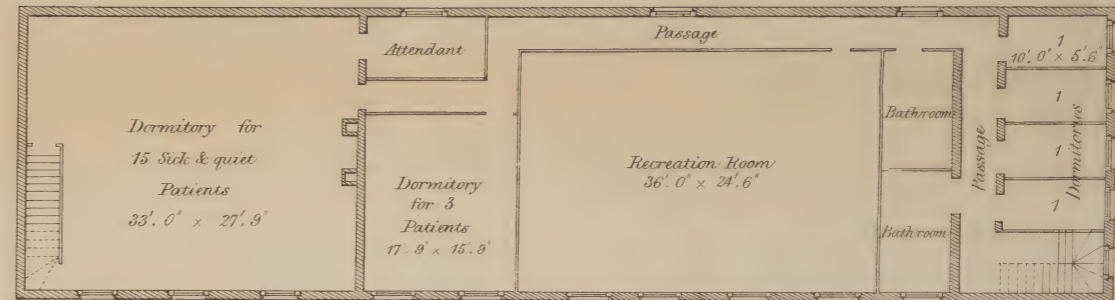 Dormitory for
15 Sick & quiet
Patients
33'. 0" × 27'. 9"
Attendant
Dormitory
for 3
Patients
17'. 9" × 15'. 9"
Passage
Recreation Room
36'. 0" × 24'. 6"
Bathroom
Bathroom
Passage
1
10'. 0" × 5'. 6"
1
1
1
Dormitories